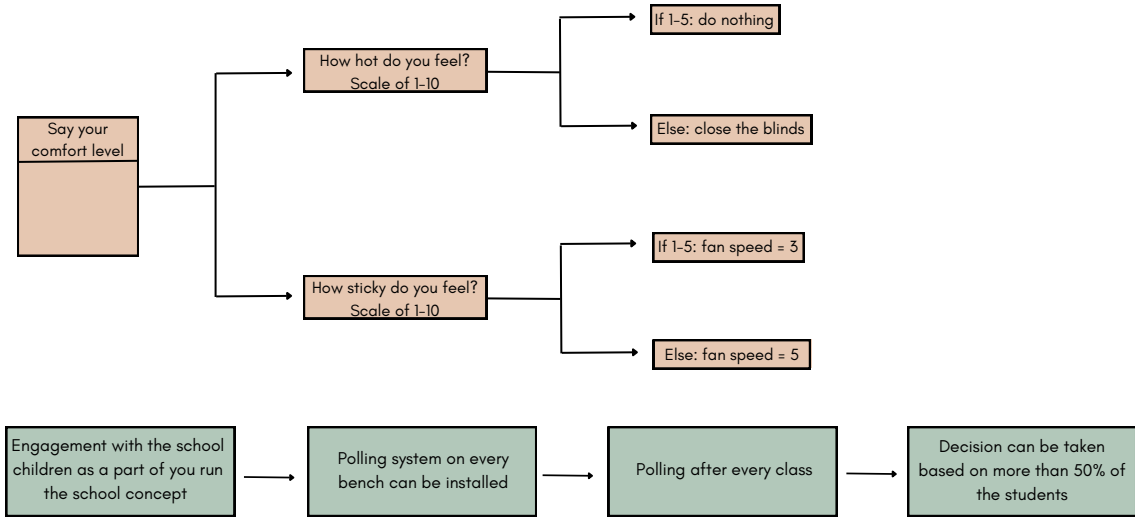 Say your
comfort level
How hot do you feel?
Scale of 1-10
If 1-5: do nothing
Else: close the blinds
How sticky do you feel?
Scale of 1-10
If 1-5: fan speed = 3
Else: fan speed = 5
Engagement with the school
children as a part of you run
the school concept
Polling system on every
bench can be installed
Polling after every class
Decision can be taken
based on more than 50% of
the students